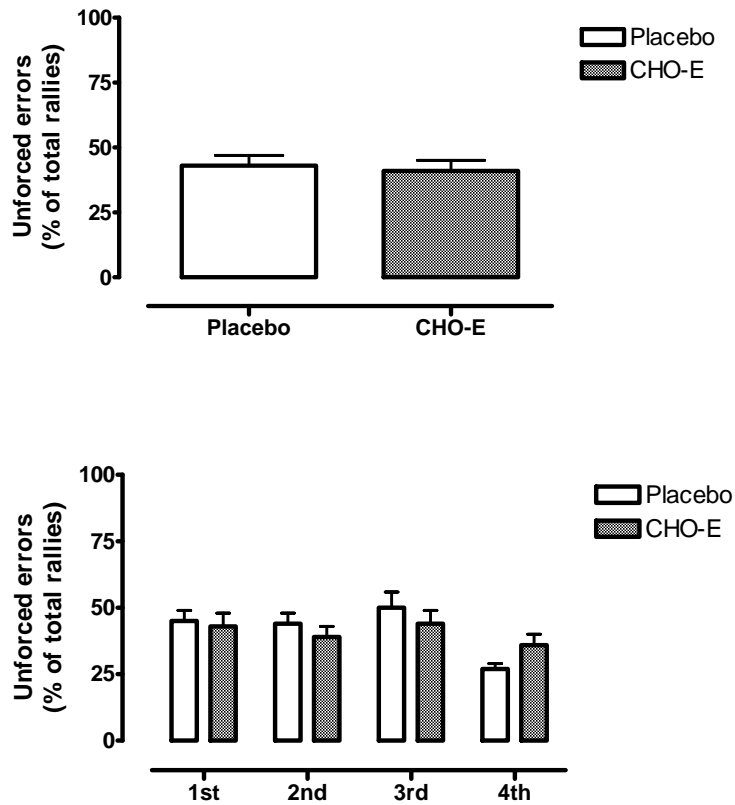 Unforced errors
(% of total rallies)
100
75
50
25
0
Placebo
CHO-E
Placebo
CHO-E
Unforced errors
(% of total rallies)
100
75
50
25
0
1st
2nd
3rd
4th
Placebo
CHO-E